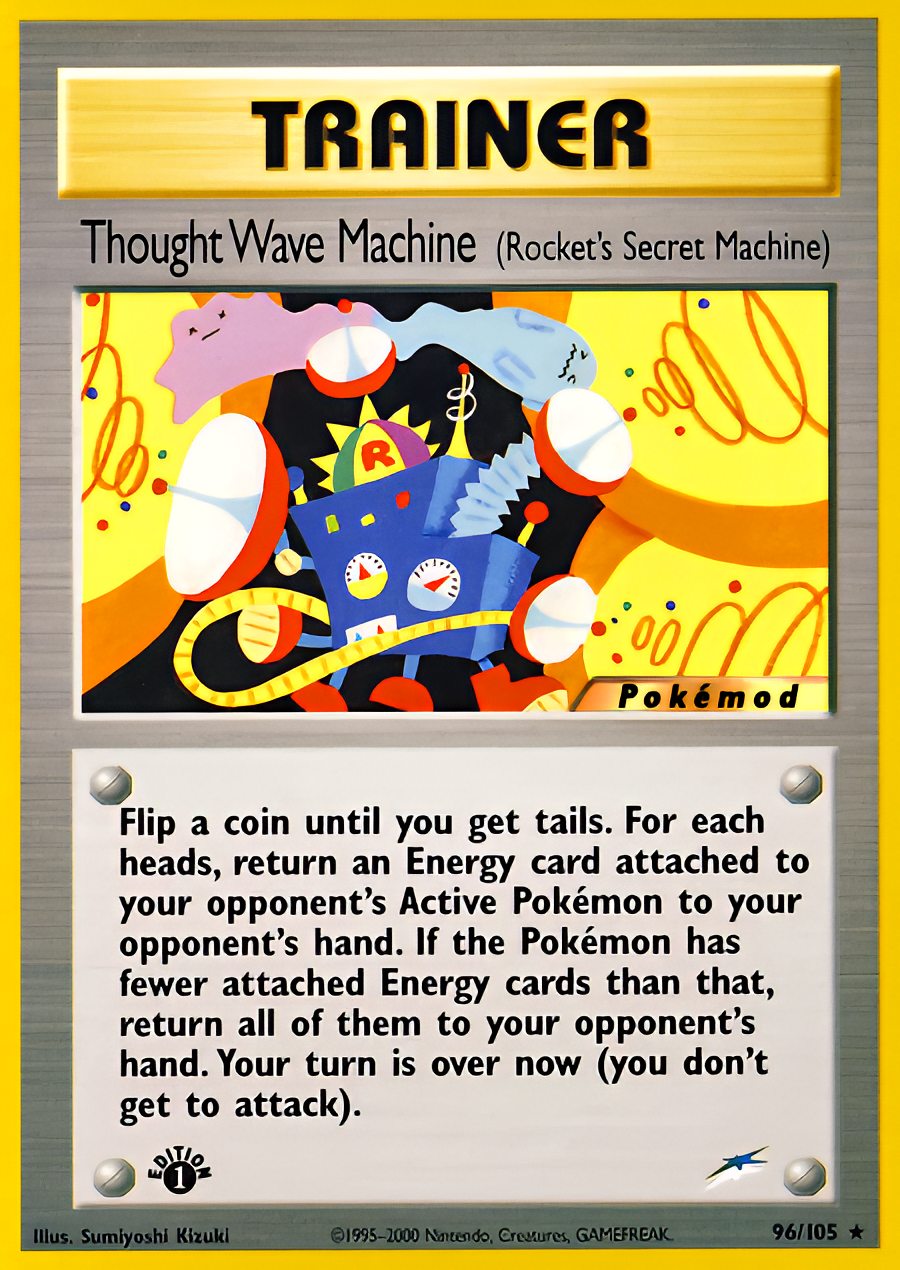 TRAINER
Thought Wave Machine (Rocket's Secret Machine)
R
Pokémod
Flip a coin until you get tails. For each
heads, return an Energy card attached to
your opponent's Active Pokémon to your
opponent's hand. If the Pokémon has
fewer attached Energy cards than that,
return all of them to your opponent's
hand. Your turn is over now (you don't
get to attack).
EDITION
1
Illus. Sumiyoshi Kizuki ©1995-2000 Nintendo, Creatures, GAMEFREAK. 96/105 ★